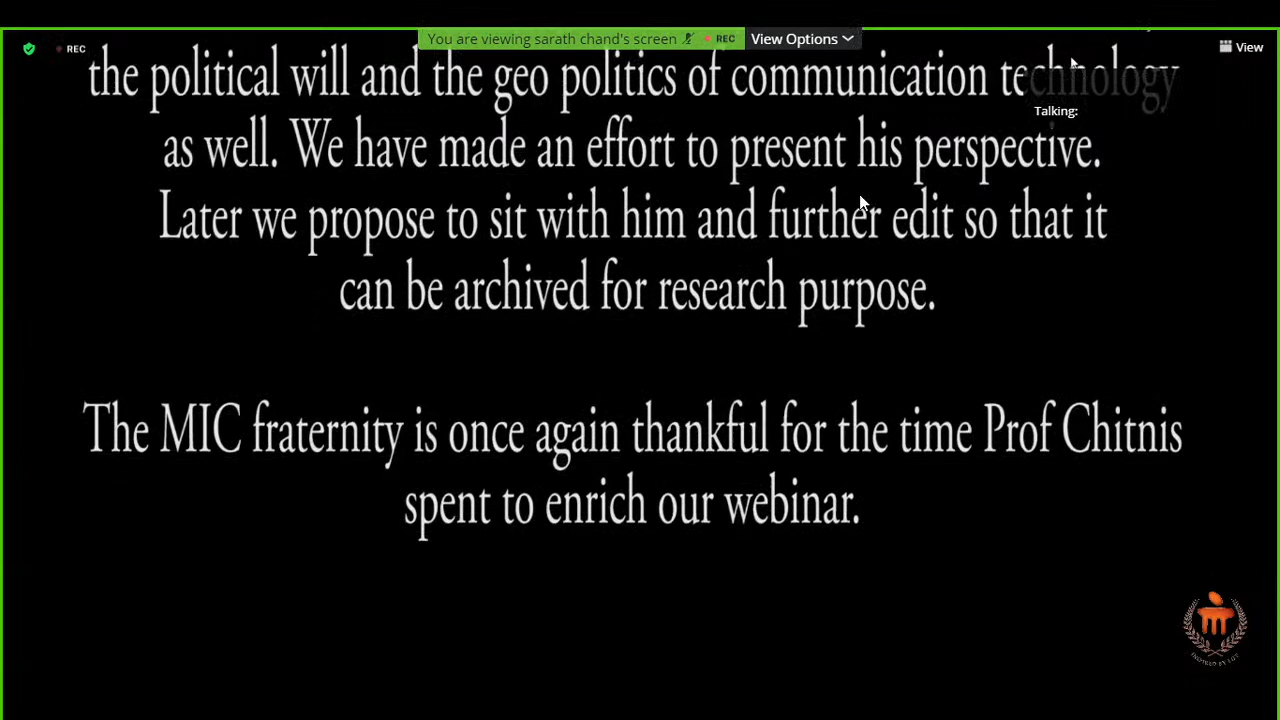 REC
You are viewing sarath chand's screen
REC
View Options
View
the political will and the geo politics of communication technology
Talking:
as well. We have made an effort to present his perspective.
Later we propose to sit with him and further edit so that it
can be archived for research purpose.
The MIC fraternity is once again thankful for the time Prof Chitnis
spent to enrich our webinar.
INSPIRED BY LIFE